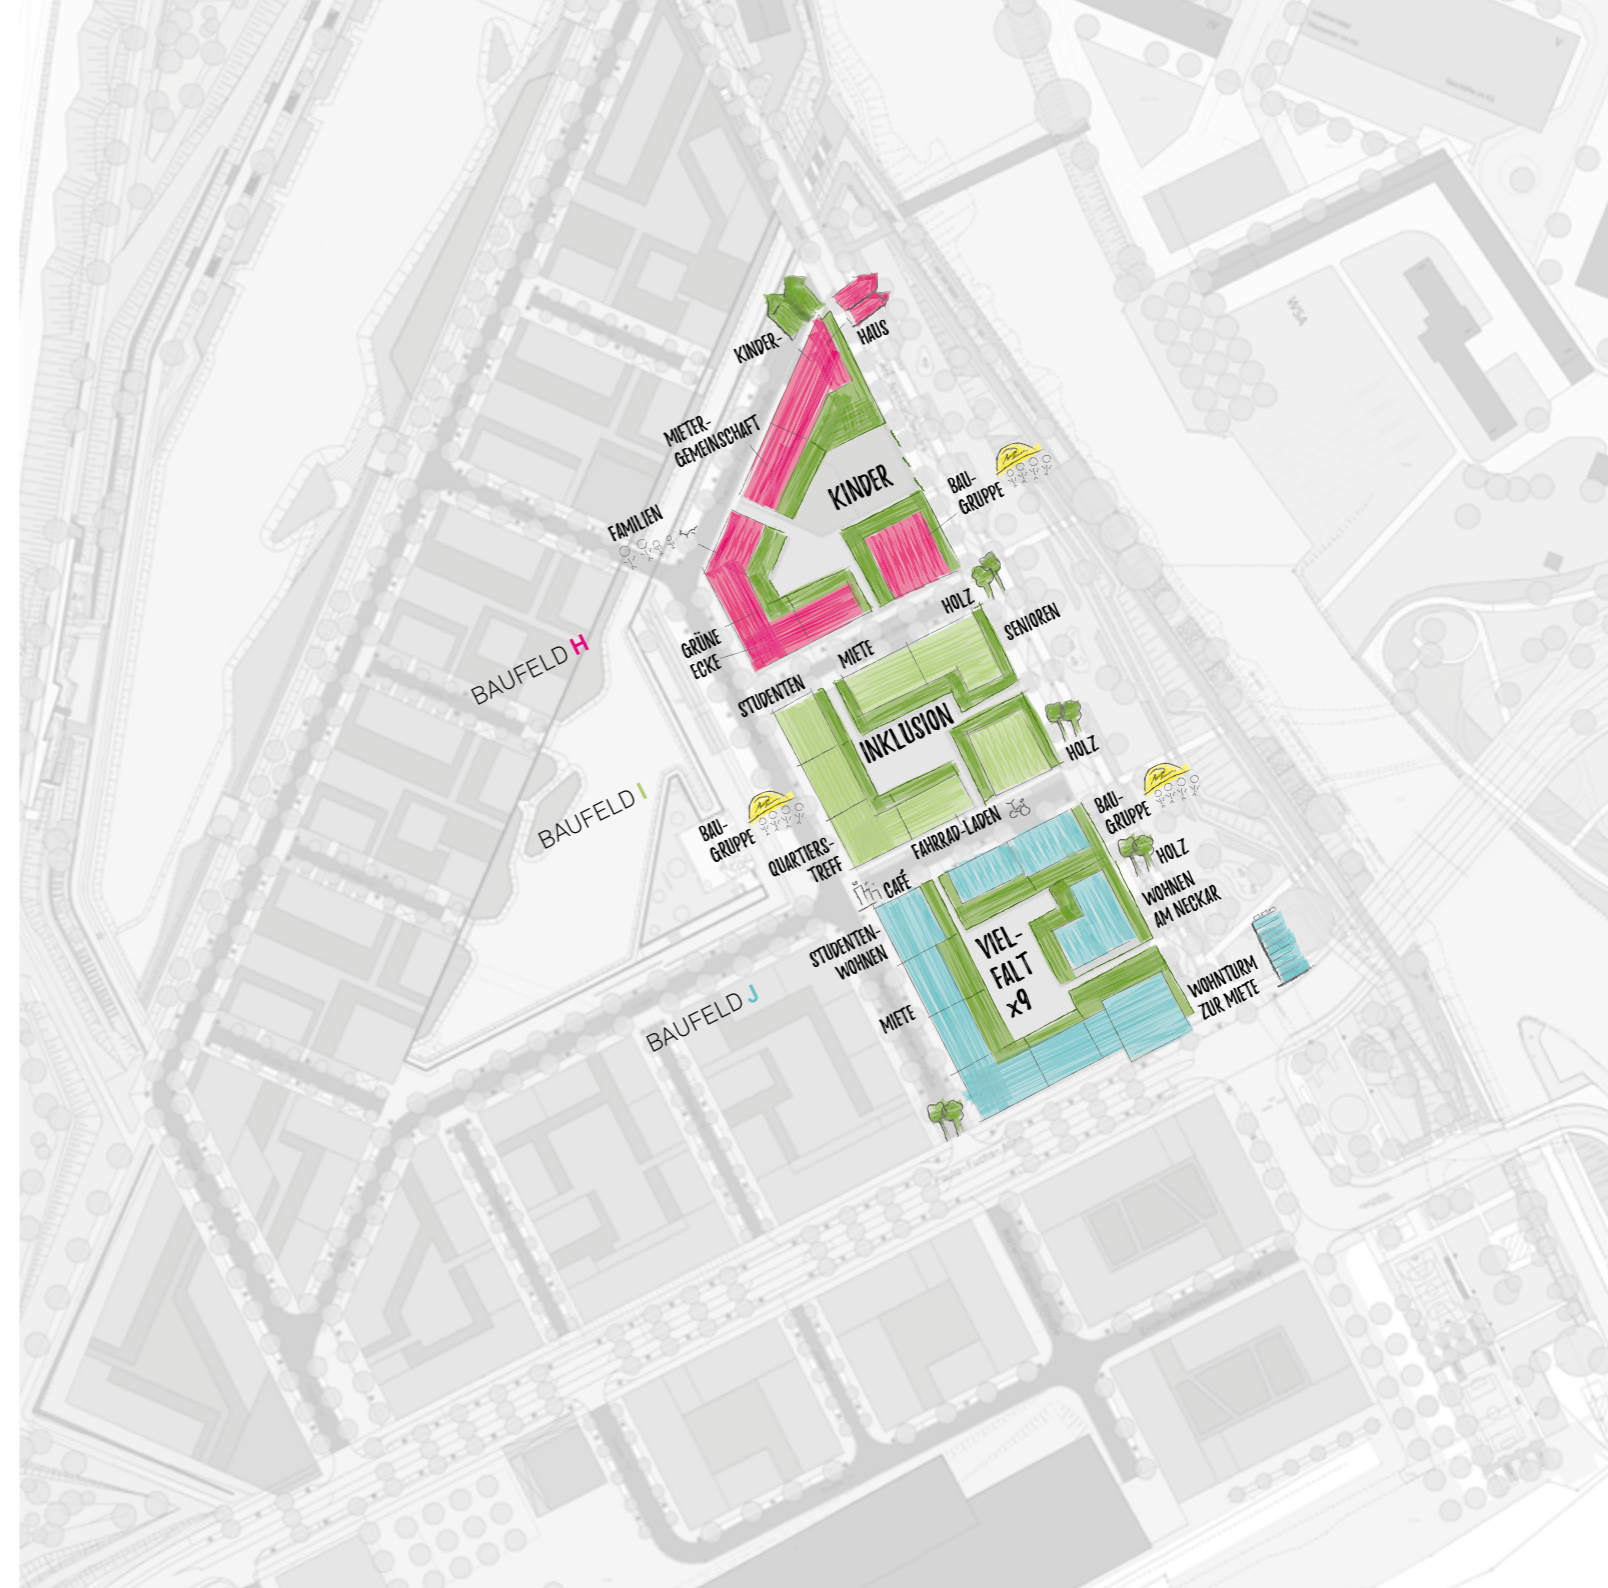 IV
V
WSA
KINDER-
HAUS
MIETER-
GEMEINSCHAFT
KINDER
BAU-
GRUPPE
FAMILIEN
HOLZ
SENIOREN
GRÜNE
ECKE
MIETE
BAUFELD H
STUDENTEN
INKLUSION
HOLZ
BAUFELD I
BAU-
GRUPPE
QUARTIERS-
TREFF
FAHRRAD-LADEN
BAU-
GRUPPE
HOLZ
CAFÉ
WOHNEN
AM NECKAR
STUDENTEN-
WOHNEN
VIEL-
FALT
x9
WOHNTURM
ZUR MIETE
MIETE
BAUFELD J